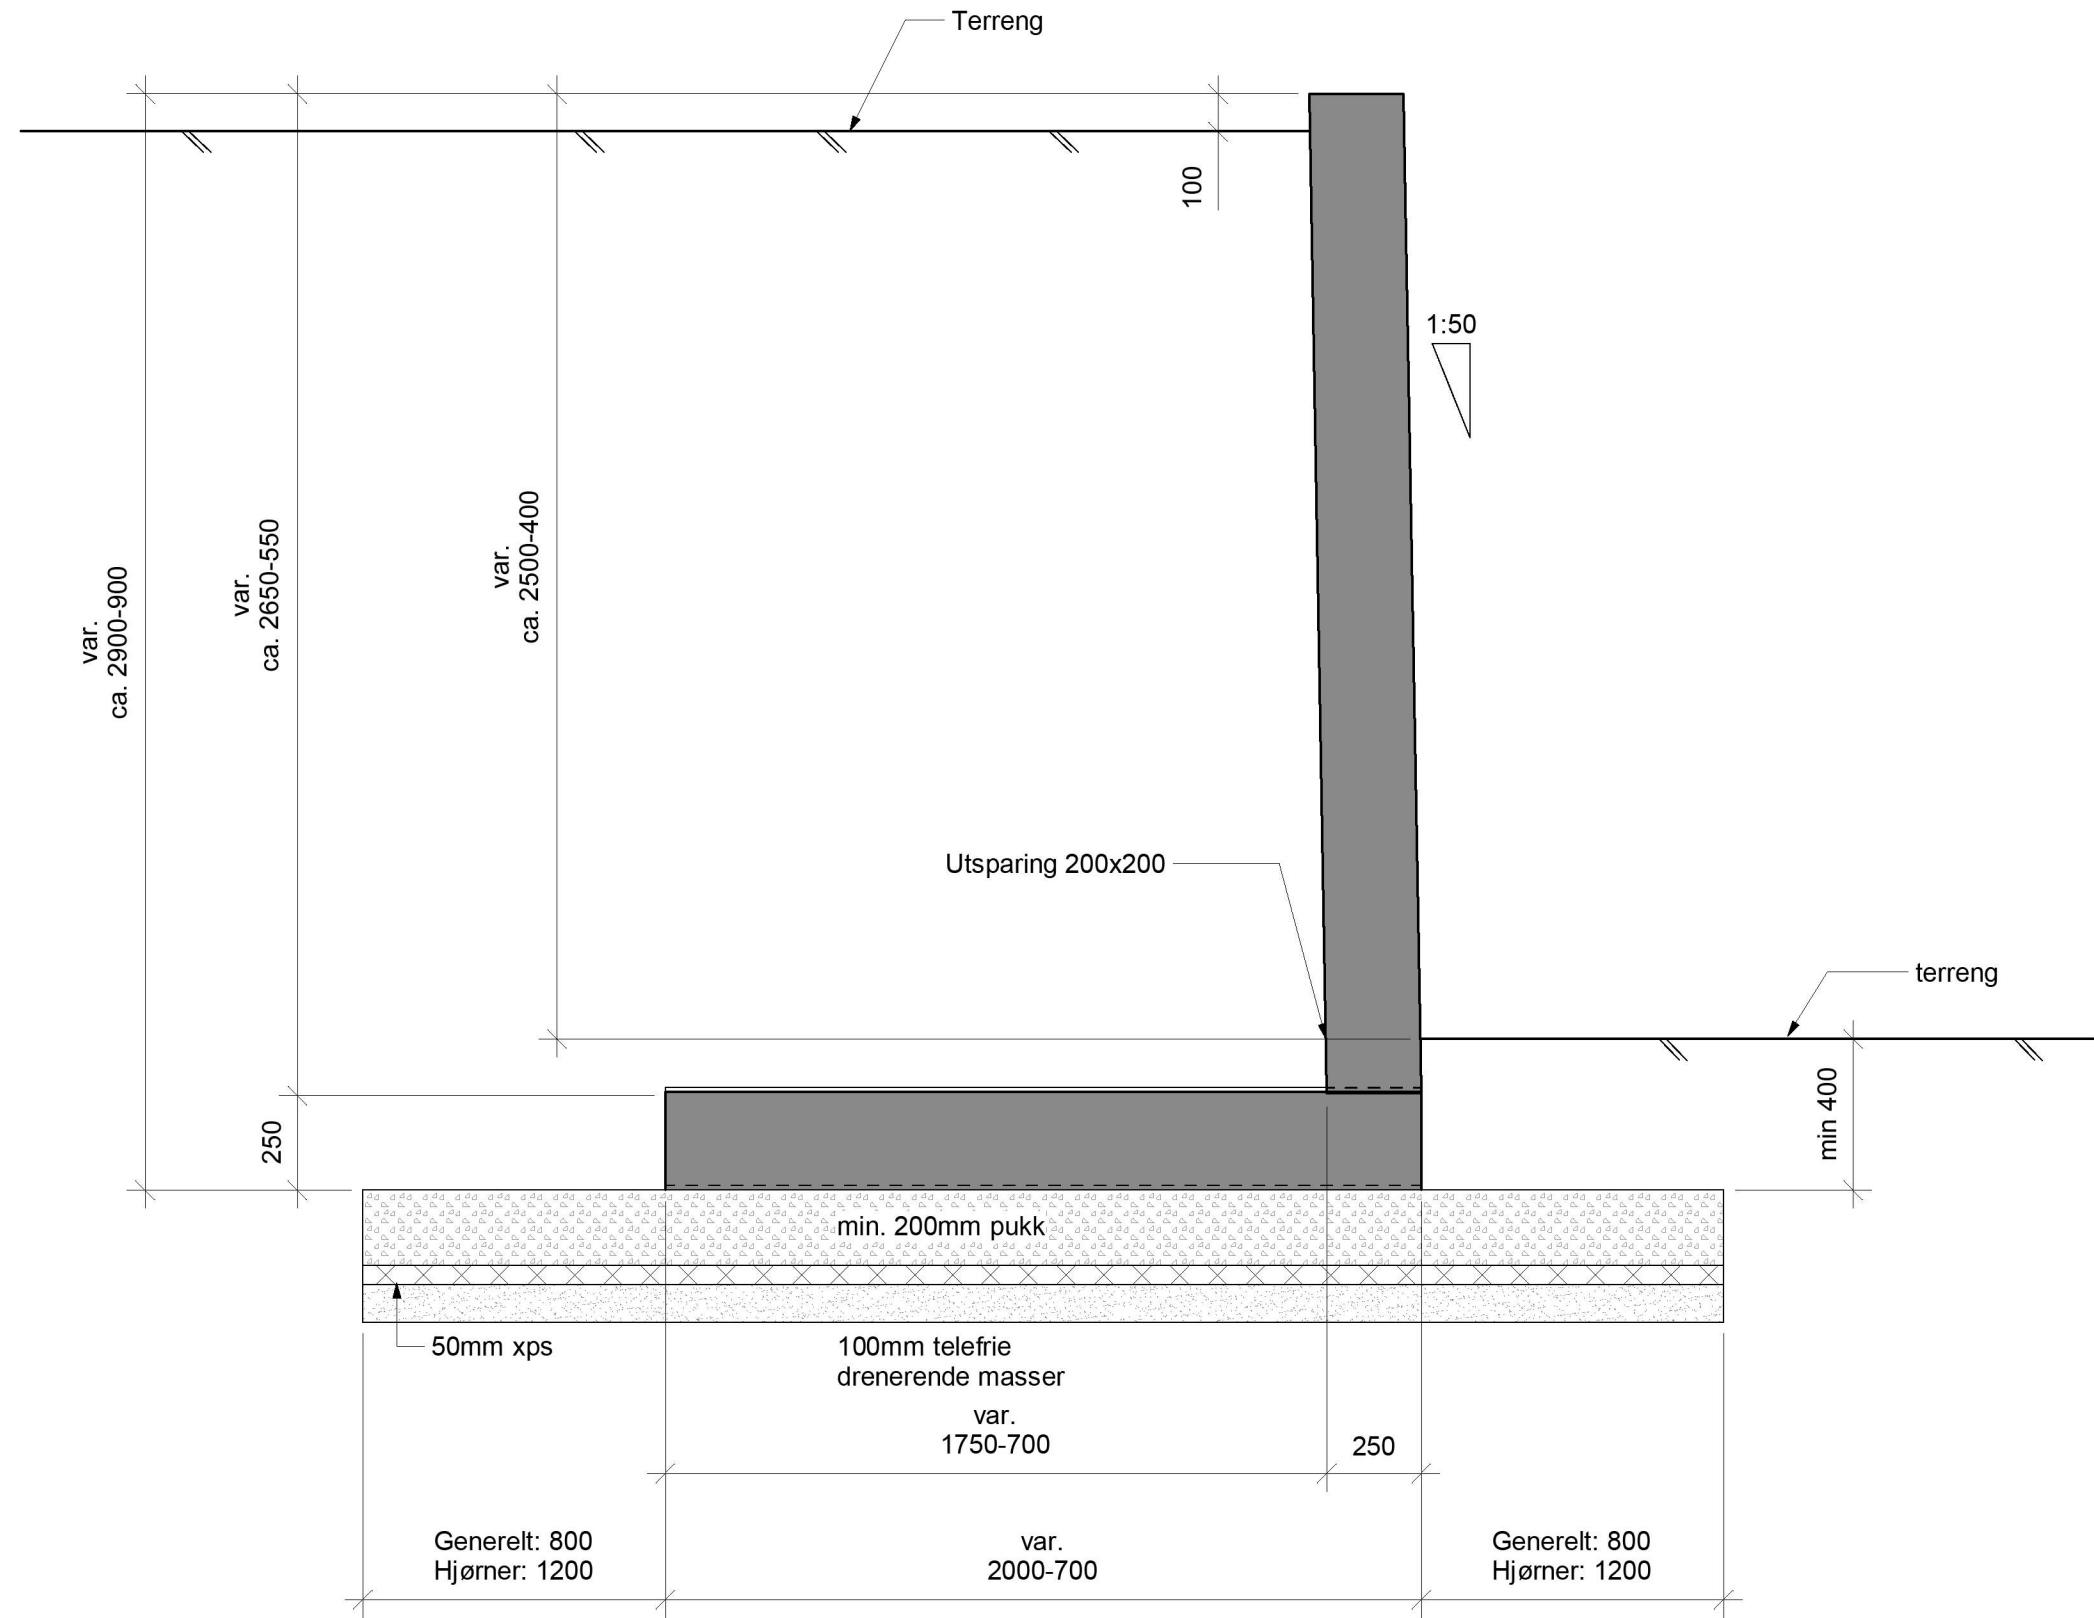 Terreng
100
1:50
var.
ca. 2900-900
var.
ca. 2650-550
var.
ca. 2500-400
Utsparing 200x200
terreng
250
min 400
min. 200mm pukk
50mm xps
100mm telefrie
drenerende masser
var.
1750-700
250
Generelt: 800
Hjørner: 1200
var.
2000-700
Generelt: 800
Hjørner: 1200